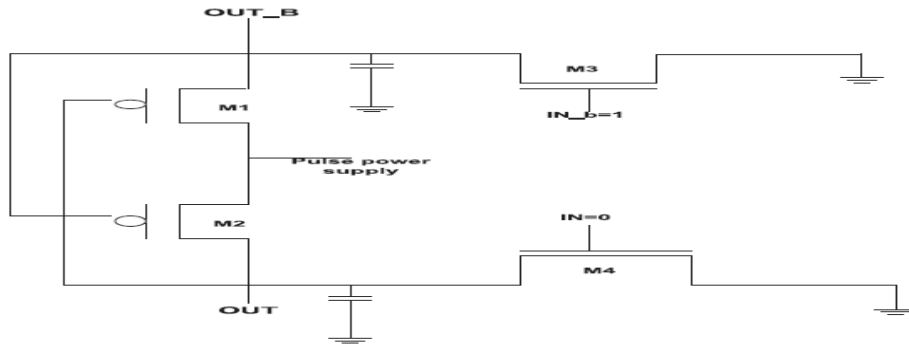 OUT_B
M3
M1
IN_b=1
Pulse power
supply
M2
IN=0
M4
OUT